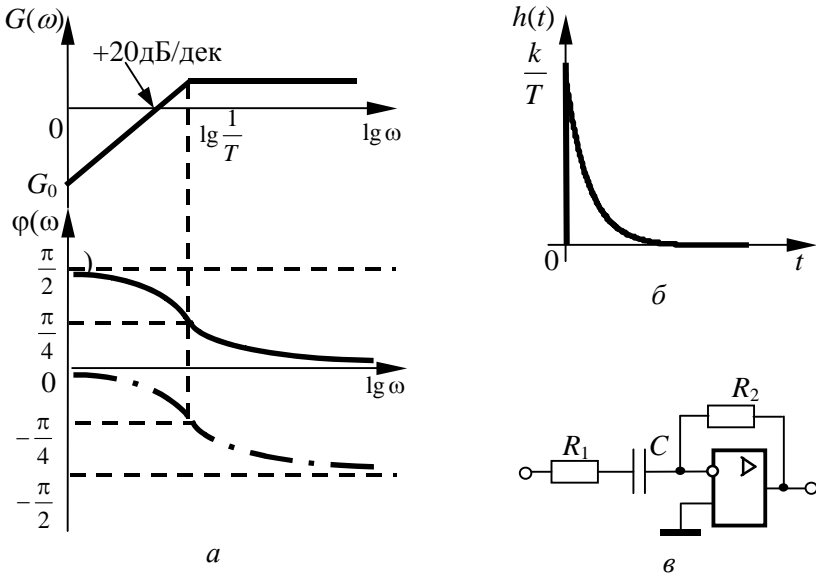 G(ω)
+20дБ/дек
0
lg 1/T
lg ω
G₀
φ(ω
)
π/2
π/4
0
lg ω
−π/4
−π/2
а
h(t)
k/T
0
t
б
R₁
C
R₂
в